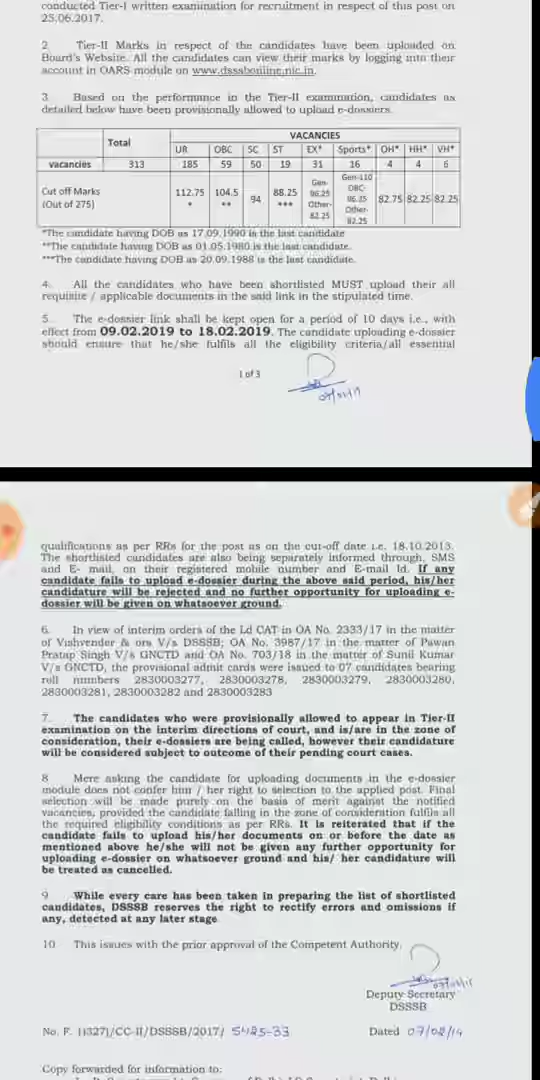 conducted Tier-I written examination for recruitment in respect of this post on
25.06.2017.
2. Tier-II Marks in respect of the candidates have been uploaded on
Board's Website. All the candidates can view their marks by logging into their
account in OARS module on www.dsssbonline.nic.in.
3. Based on the performance in the Tier-II examination, candidates as
detailed below have been provisionally allowed to upload e-dossiers.
Total VACANCIES
UR OBC SC ST EX* Sports* OH* HH* VH*
vacancies 313 185 59 50 19 31 16 4 4 6
Cut off Marks (Out of 275) 112.75 * 104.5 ** 94 88.25 *** Gen- 96.25 Other- 82.25 Gen-110 OBC- 96.25 Other- 82.25 82.75 82.25 82.25
*The candidate having DOB as 17.09.1990 is the last candidate
**The candidate having DOB as 01.05.1980 is the last candidate.
***The candidate having DOB as 20.09.1988 is the last candidate.
4. All the candidates who have been shortlisted MUST upload their all
requisite / applicable documents in the said link in the stipulated time.
5. The e-dossier link shall be kept open for a period of 10 days i.e., with
effect from 09.02.2019 to 18.02.2019. The candidate uploading e-dossier
should ensure that he/she fulfils all the eligibility criteria/all essential
1 of 3
qualifications as per RRs for the post as on the cut-off date i.e. 18.10.2013.
The shortlisted candidates are also being separately informed through, SMS
and E- mail, on their registered mobile number and E-mail Id. If any
candidate fails to upload e-dossier during the above said period, his/her
candidature will be rejected and no further opportunity for uploading e-
dossier will be given on whatsoever ground.
6. In view of interim orders of the Ld CAT in OA No. 2333/17 in the matter
of Vishvender & ors V/s DSSSB; OA No. 3987/17 in the matter of Pawan
Pratap Singh V/s GNCTD and OA No. 703/18 in the matter of Sunil Kumar
V/s GNCTD, the provisional admit cards were issued to 07 candidates bearing
roll numbers 2830003277, 2830003278, 2830003279, 2830003280,
2830003281, 2830003282 and 2830003283
7. The candidates who were provisionally allowed to appear in Tier-II
examination on the interim directions of court, and is/are in the zone of
consideration, their e-dossiers are being called, however their candidature
will be considered subject to outcome of their pending court cases.
8. Mere asking the candidate for uploading documents in the e-dossier
module does not confer him / her right to selection to the applied post. Final
selection will be made purely on the basis of merit against the notified
vacancies, provided the candidate falling in the zone of consideration fulfils all
the required eligibility conditions as per RRs. It is reiterated that if the
candidate fails to upload his/her documents on or before the date as
mentioned above he/she will not be given any further opportunity for
uploading e-dossier on whatsoever ground and his/ her candidature will
be treated as cancelled.
9. While every care has been taken in preparing the list of shortlisted
candidates, DSSSB reserves the right to rectify errors and omissions if
any, detected at any later stage
10. This issues with the prior approval of the Competent Authority.
Deputy Secretary
DSSSB
No. F. 1(327)/CC-II/DSSSB/2017/ 5425-33 Dated 07/02/19
Copy forwarded for information to: